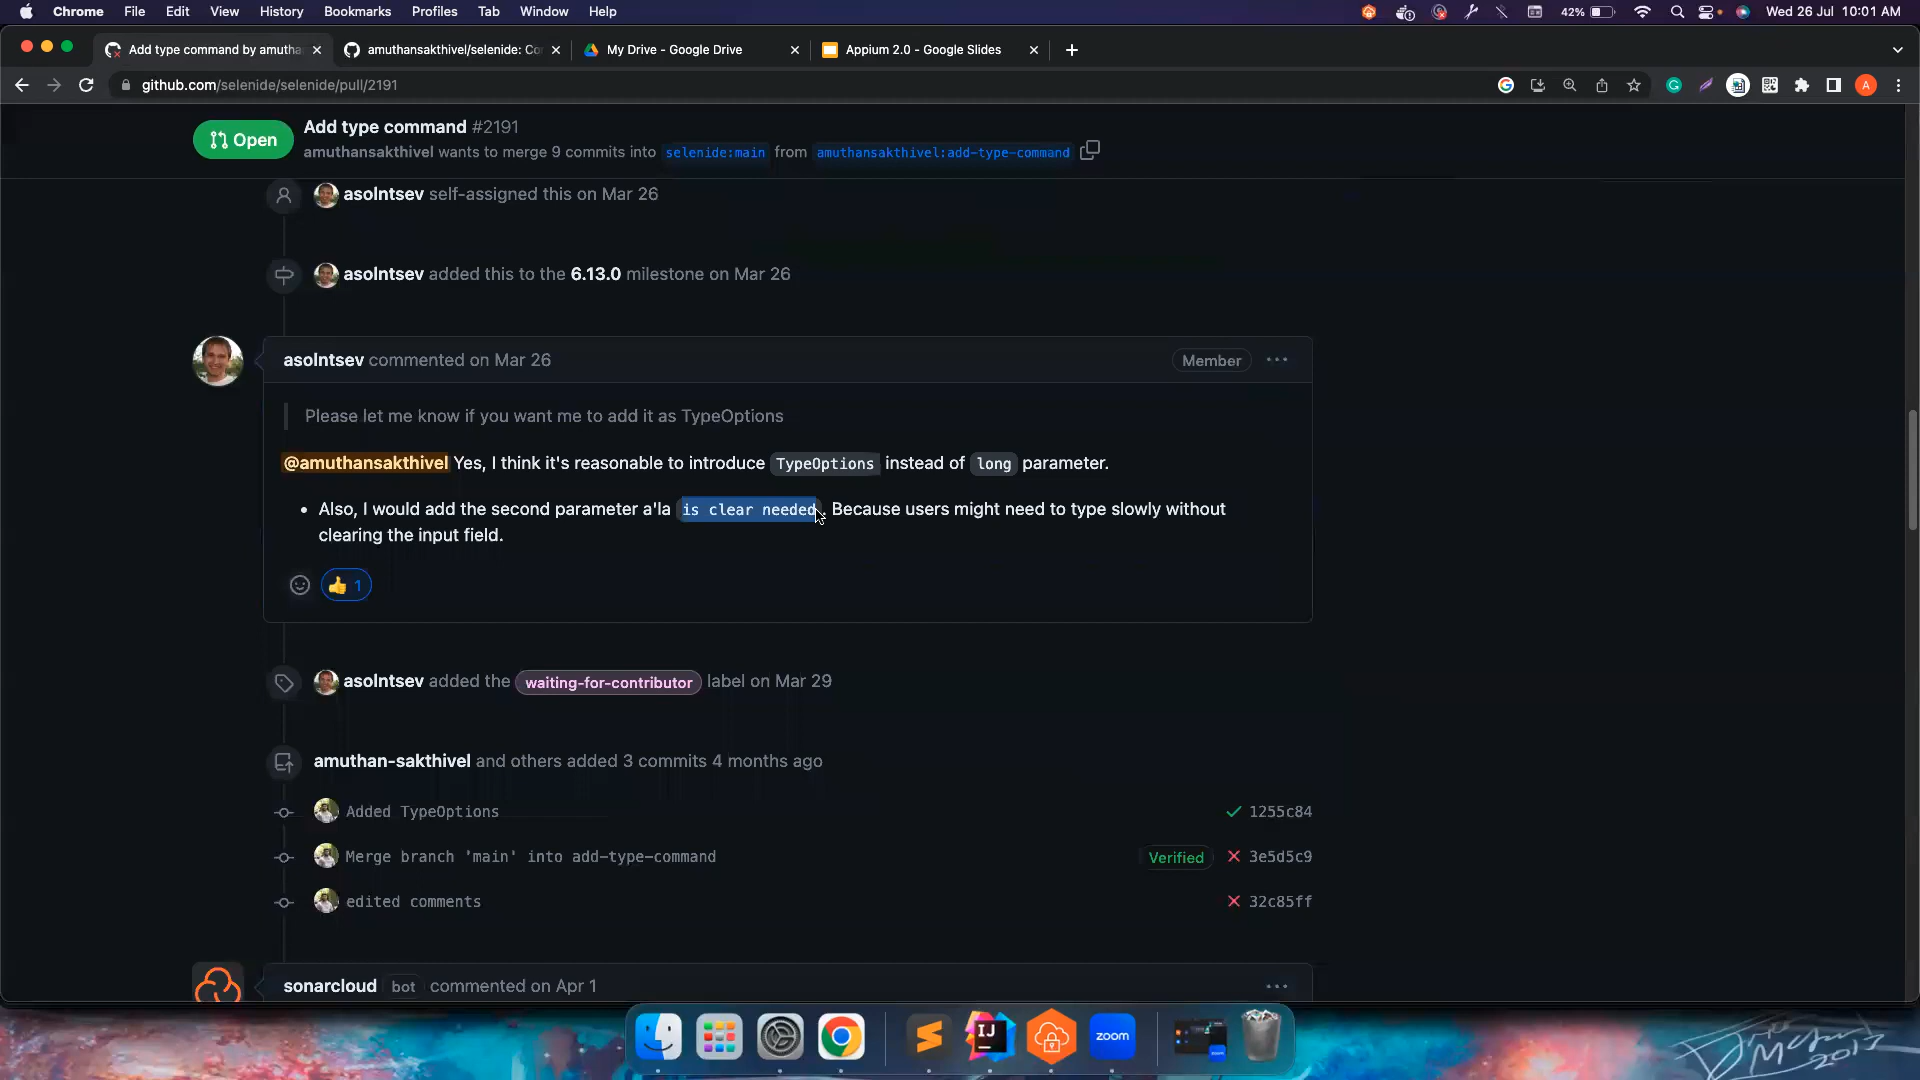 Chrome File Edit View History Bookmarks Profiles Tab Window Help 42% Wed 26 Jul 10:01 AM
Add type command by amutha
amuthansakthivel/selenide: Co
My Drive - Google Drive
Appium 2.0 - Google Slides
github.com/selenide/selenide/pull/2191
A
Open
Add type command #2191
amuthansakthivel wants to merge 9 commits into selenide:main from amuthansakthivel:add-type-command
asolntsev self-assigned this on Mar 26
asolntsev added this to the 6.13.0 milestone on Mar 26
asolntsev commented on Mar 26
Member
Please let me know if you want me to add it as TypeOptions
@amuthansakthivel Yes, I think it's reasonable to introduce TypeOptions instead of long parameter.
• Also, I would add the second parameter a'la is clear needed. Because users might need to type slowly without
clearing the input field.
1
asolntsev added the waiting-for-contributor label on Mar 29
amuthan-sakthivel and others added 3 commits 4 months ago
Added TypeOptions 1255c84
Merge branch 'main' into add-type-command Verified 3e5d5c9
edited comments 32c85ff
sonarcloud bot commented on Apr 1
IJ
zoom
2017